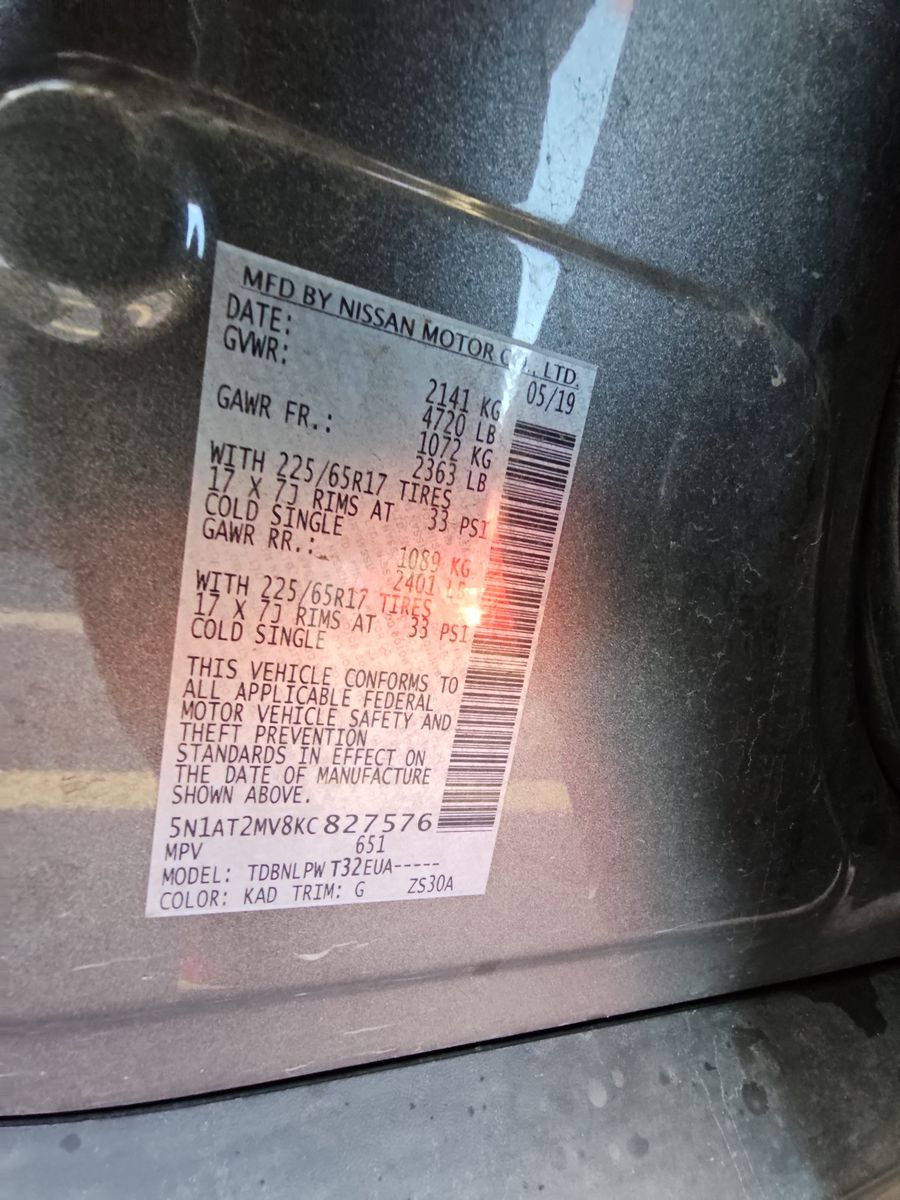 MFD BY NISSAN MOTOR CO., LTD.
DATE: 05/19
GVWR: 2141 KG
4720 LB
GAWR FR.: 1072 KG
2363 LB
WITH 225/65R17 TIRES
17 X 7J RIMS AT 33 PSI
COLD SINGLE
GAWR RR.: 1089 KG
2401 LB
WITH 225/65R17 TIRES
17 X 7J RIMS AT 33 PSI
COLD SINGLE
THIS VEHICLE CONFORMS TO
ALL APPLICABLE FEDERAL
MOTOR VEHICLE SAFETY AND
THEFT PREVENTION
STANDARDS IN EFFECT ON
THE DATE OF MANUFACTURE
SHOWN ABOVE.
5N1AT2MV8KC827576
MPV 651
MODEL: TDBNLPW T32EUA-----
COLOR: KAD TRIM: G ZS30A